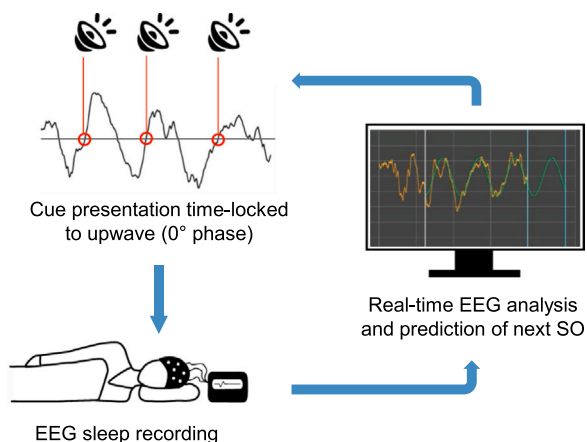 Cue presentation time-locked
to upwave (0° phase)
Real-time EEG analysis
and prediction of next SO
EEG sleep recording